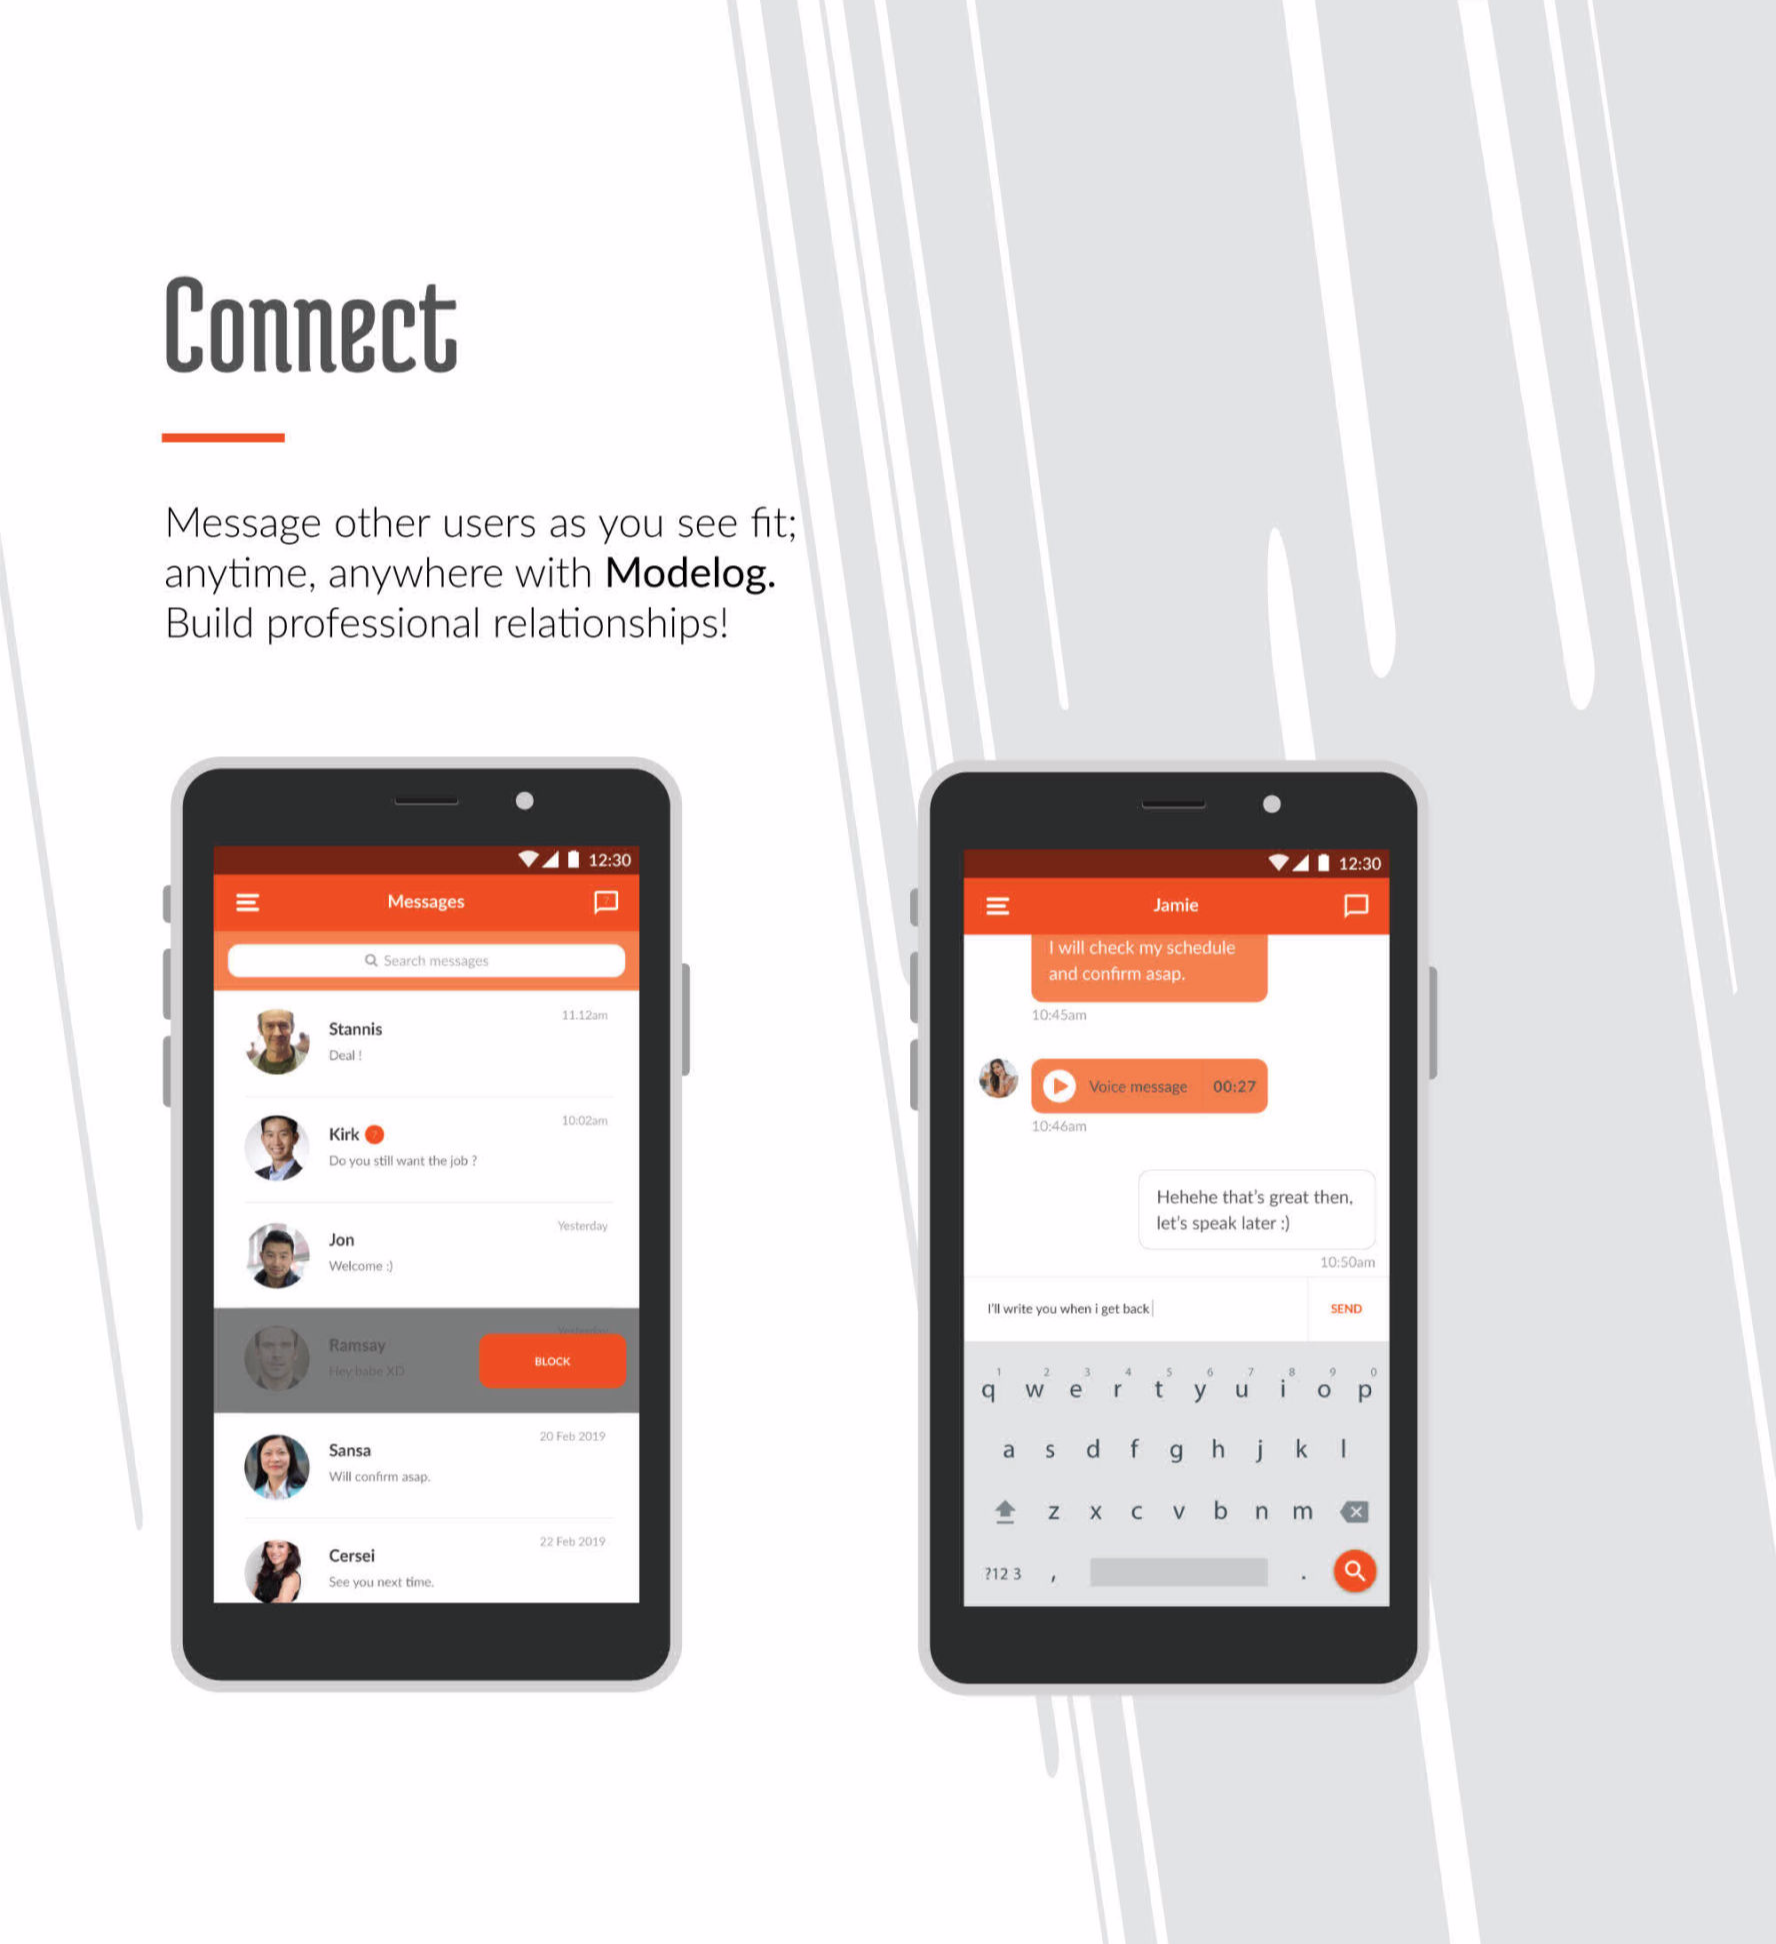 Connect
Message other users as you see fit;
anytime, anywhere with Modelog.
Build professional relationships!
12:30
Messages
Search messages
Stannis
11.12am
Deal !
Kirk
10:02am
Do you still want the job ?
Jon
Yesterday
Welcome :)
Yesterday
Ramsay
Hey babe XD
BLOCK
Sansa
20 Feb 2019
Will confirm asap.
Cersei
22 Feb 2019
See you next time.
12:30
Jamie
I will check my schedule
and confirm asap.
10:45am
Voice message 00:27
10:46am
Hehehe that's great then,
let's speak later :)
10:50am
I'll write you when i get back
SEND
1 2 3 4 5 6 7 8 9 0
q w e r t y u i o p
a s d f g h j k l
z x c v b n m
?12 3 , .